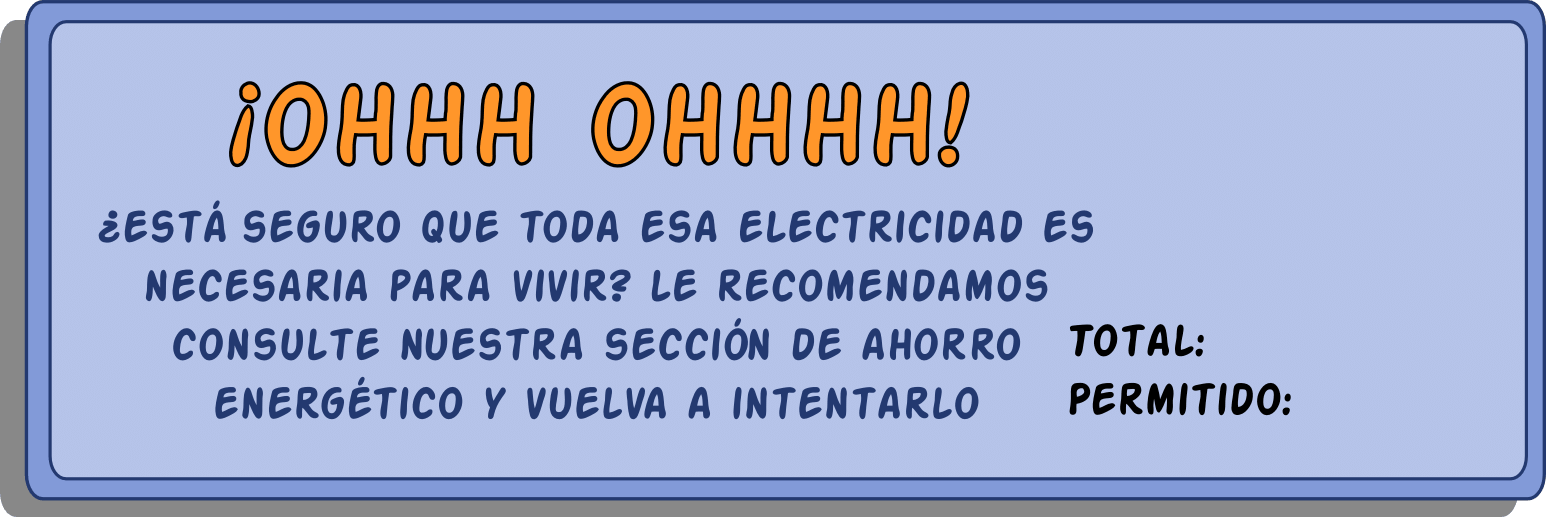 ¡OHHH OHHHH!
¿ESTÁ SEGURO QUE TODA ESA ELECTRICIDAD ES
NECESARIA PARA VIVIR? LE RECOMENDAMOS
CONSULTE NUESTRA SECCIÓN DE AHORRO
ENERGÉTICO Y VUELVA A INTENTARLO
TOTAL:
PERMITIDO: